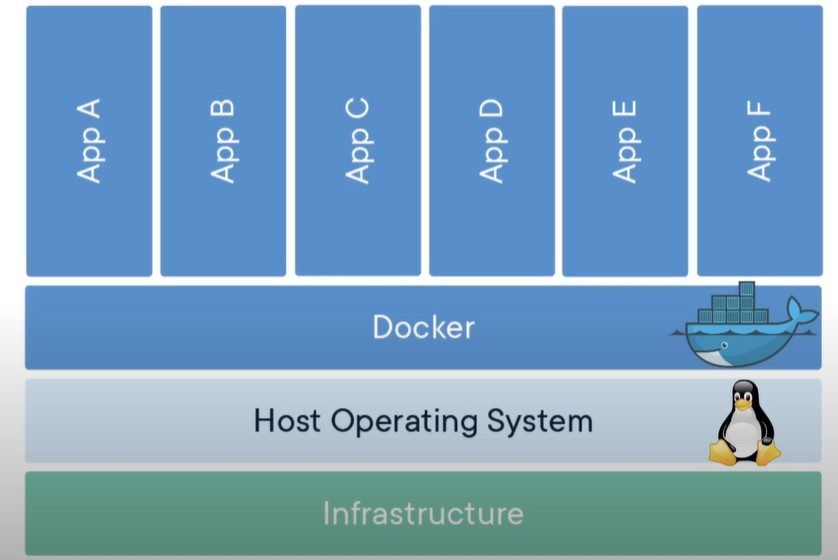 App A
App B
App C
App D
App E
App F
Docker
Host Operating System
Infrastructure